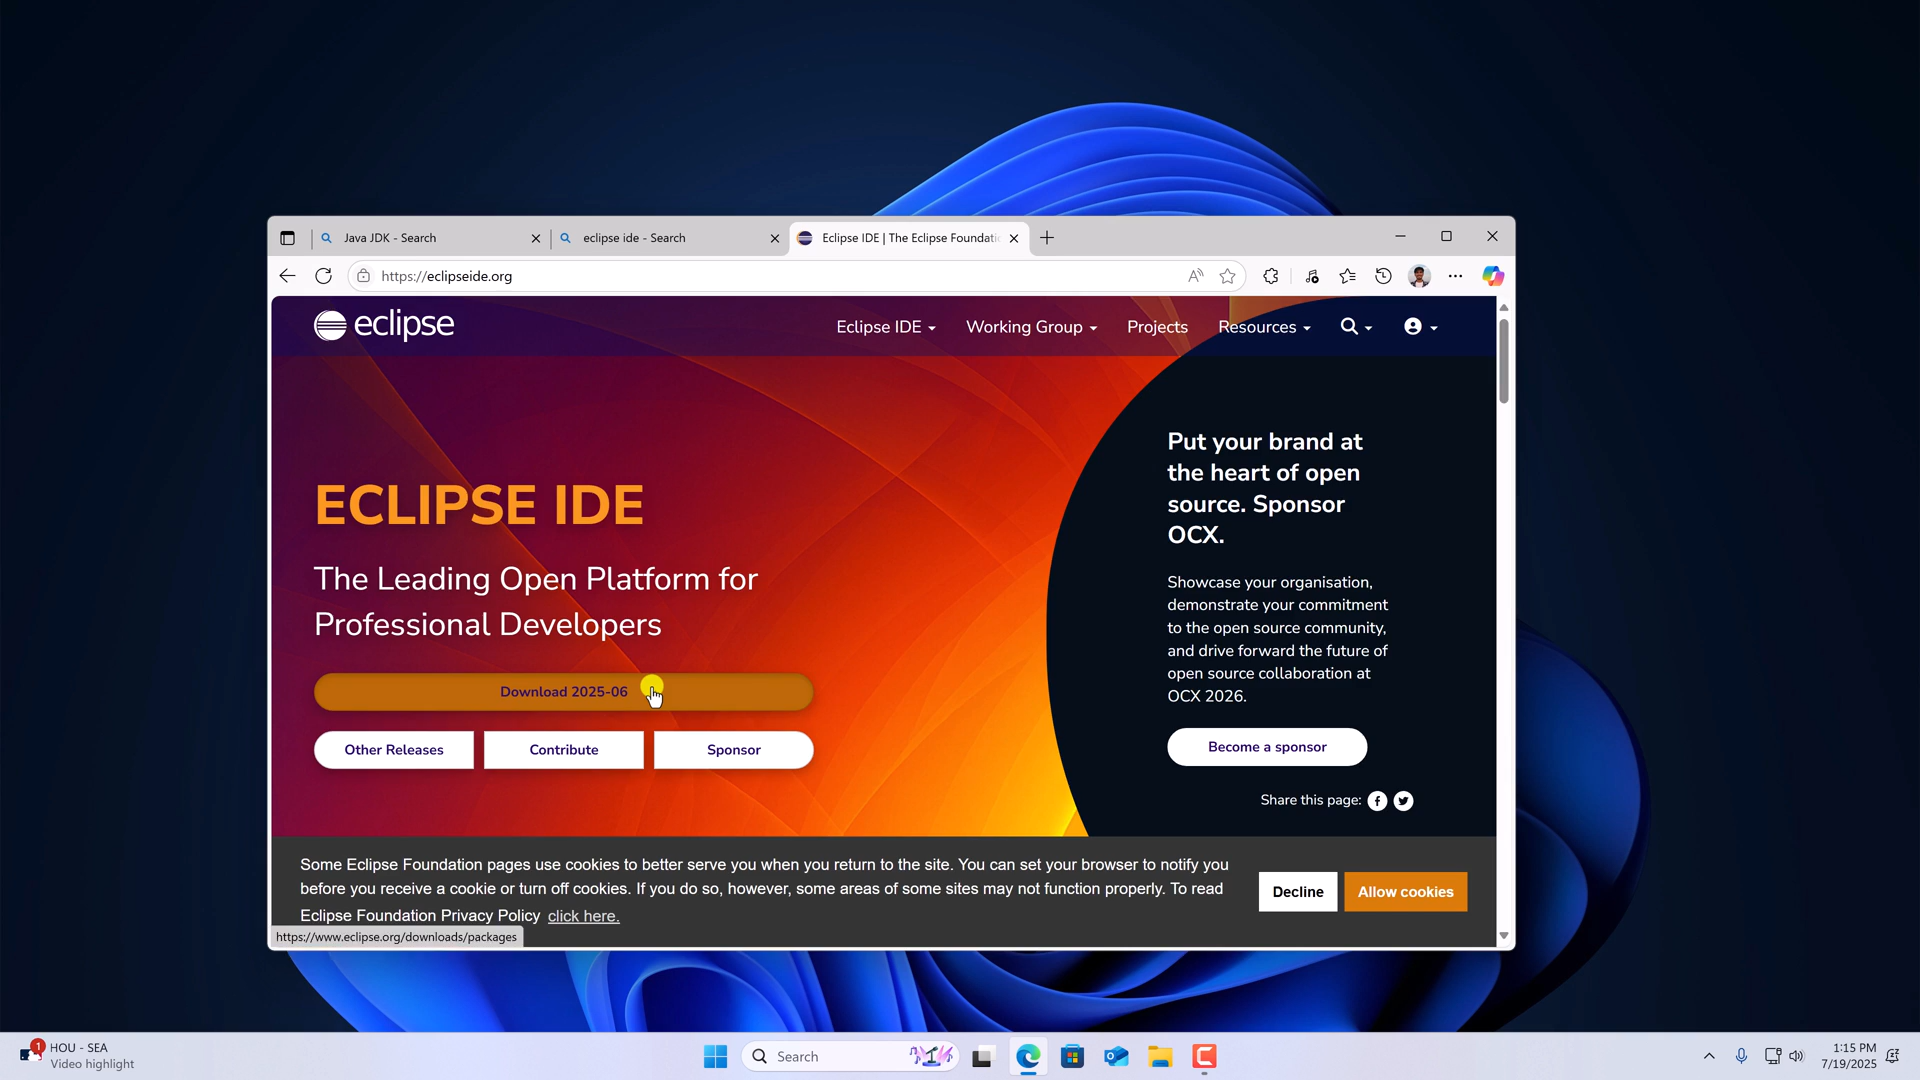 Java JDK - Search
eclipse ide - Search
Eclipse IDE | The Eclipse Foundatio
https://eclipseide.org
eclipse
Eclipse IDE
Working Group
Projects
Resources
ECLIPSE IDE
The Leading Open Platform for
Professional Developers
Download 2025-06
Other Releases
Contribute
Sponsor
Put your brand at
the heart of open
source. Sponsor
OCX.
Showcase your organisation,
demonstrate your commitment
to the open source community,
and drive forward the future of
open source collaboration at
OCX 2026.
Become a sponsor
Share this page:
Some Eclipse Foundation pages use cookies to better serve you when you return to the site. You can set your browser to notify you
before you receive a cookie or turn off cookies. If you do so, however, some areas of some sites may not function properly. To read
Eclipse Foundation Privacy Policy click here.
Decline
Allow cookies
https://www.eclipse.org/downloads/packages
1
HOU - SEA
Video highlight
Search
1:15 PM
7/19/2025